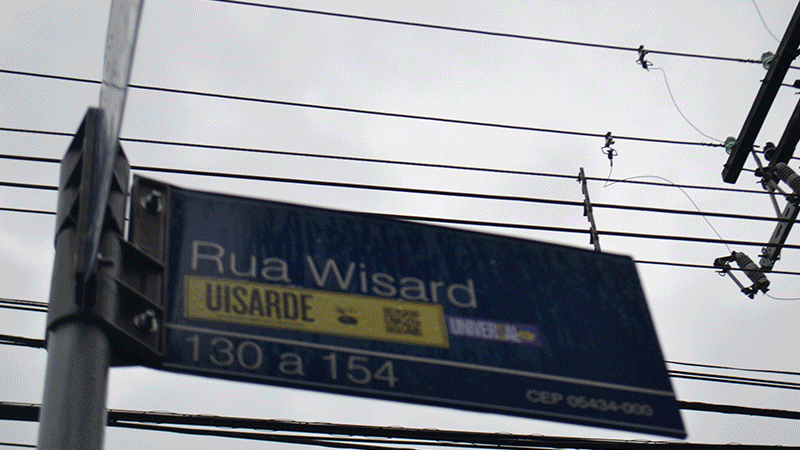 Rua Wisard
UISARDE
UNIVERSAL
130 a 154
CEP 05434-000